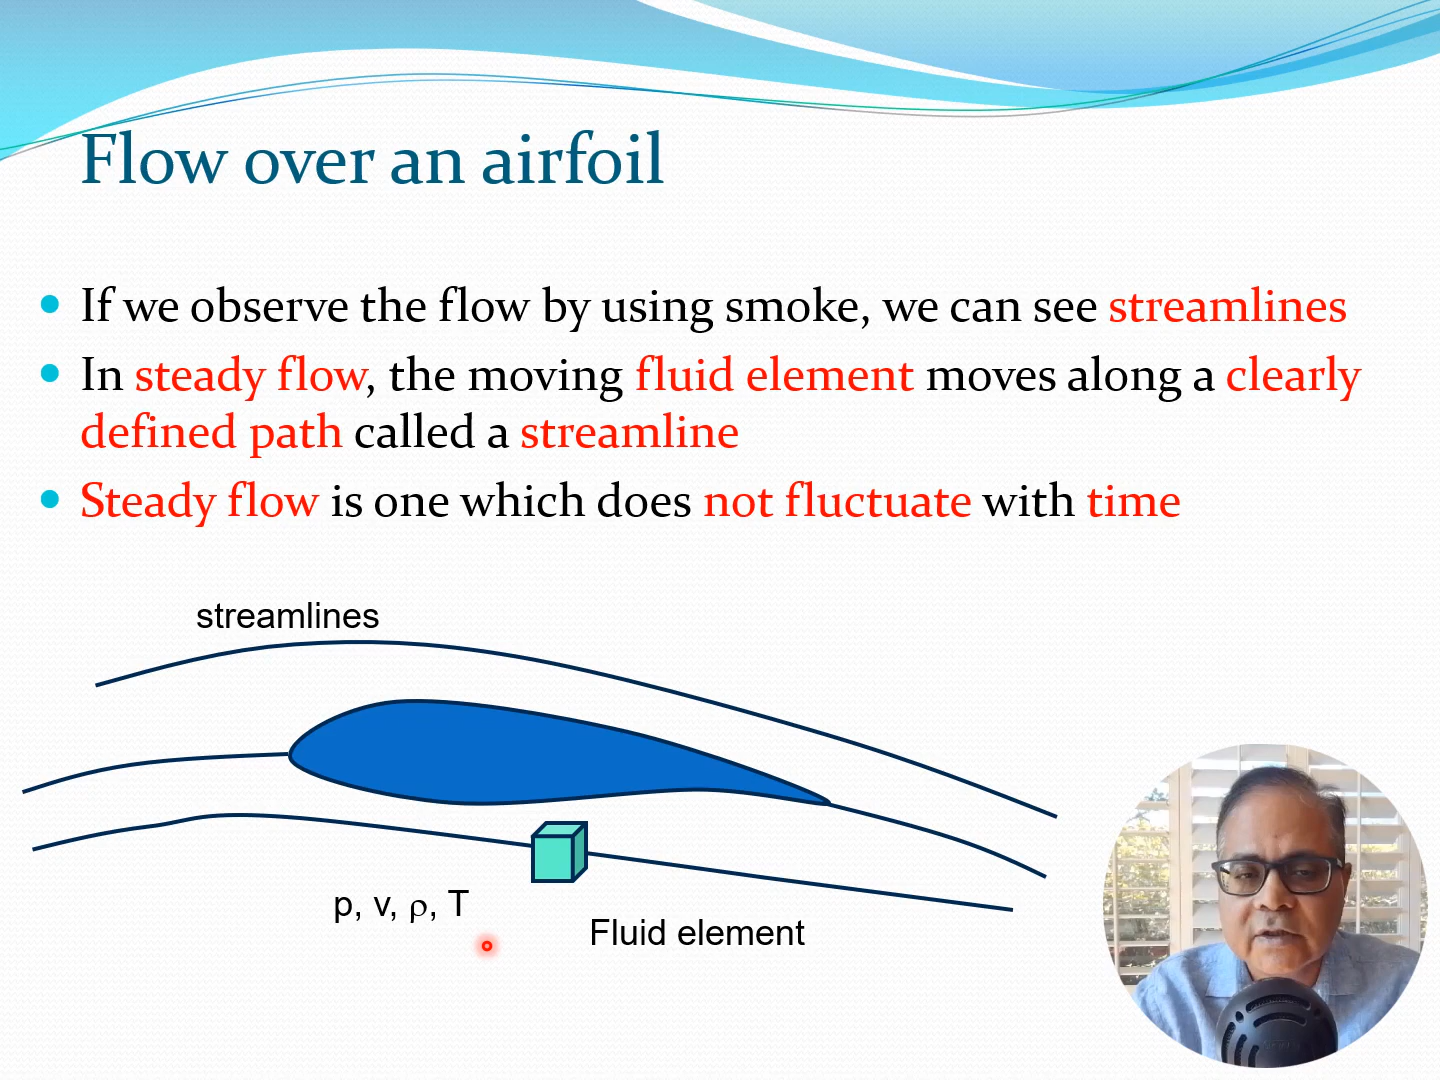 Flow over an airfoil
If we observe the flow by using smoke, we can see streamlines
In steady flow, the moving fluid element moves along a clearly
defined path called a streamline
Steady flow is one which does not fluctuate with time
streamlines
p, v, ρ, T
Fluid element